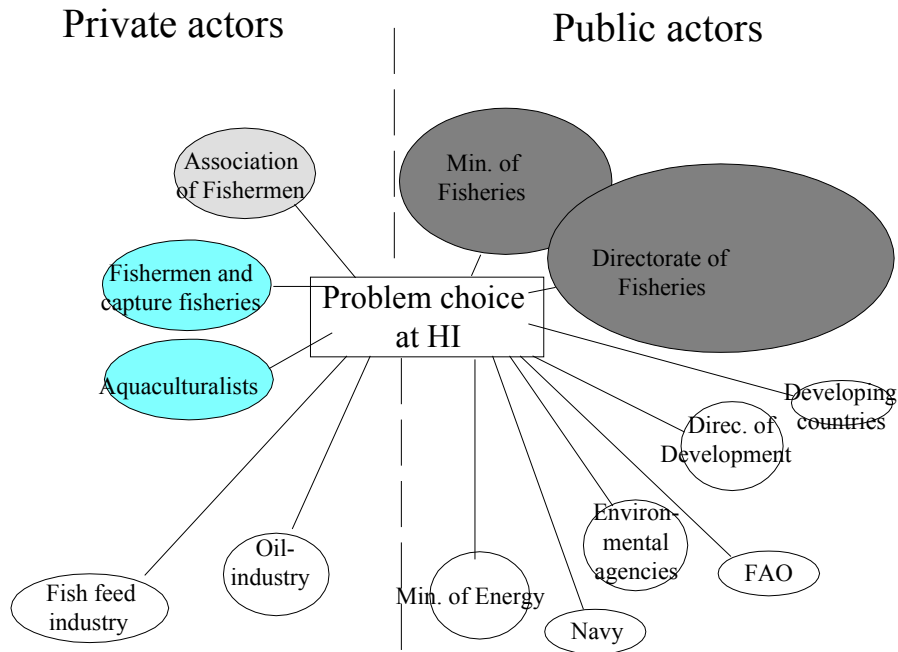 Private actors
Public actors
Association
of Fishermen
Min. of
Fisheries
Directorate of
Fisheries
Fishermen and
capture fisheries
Problem choice
at HI
Aquaculturalists
Developing
countries
Direc. of
Development
Environ-
mental
agencies
Oil-
industry
FAO
Fish feed
industry
Min. of Energy
Navy